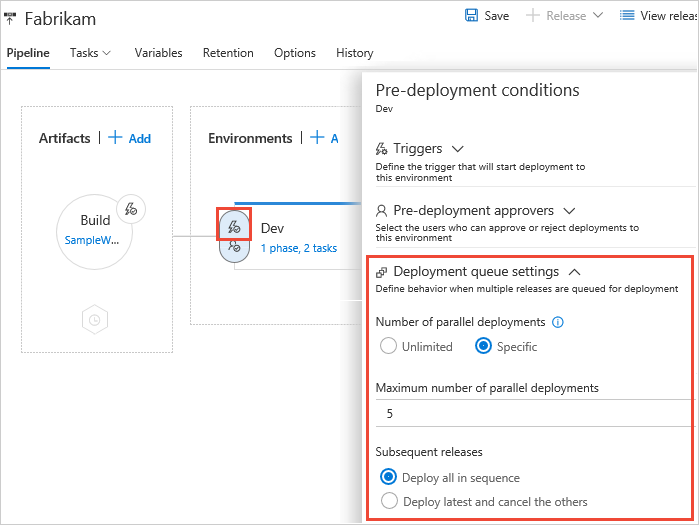 Fabrikam
Save
Release
View relea
Pipeline
Tasks
Variables
Retention
Options
History
Artifacts
Add
Build
SampleW...
Environments
A
Dev
1 phase, 2 tasks
Pre-deployment conditions
Dev
Triggers
Define the trigger that will start deployment to
this environment
Pre-deployment approvers
Select the users who can approve or reject deployments to
this environment
Deployment queue settings
Define behavior when multiple releases are queued for deployment
Number of parallel deployments
Unlimited
Specific
Maximum number of parallel deployments
5
Subsequent releases
Deploy all in sequence
Deploy latest and cancel the others